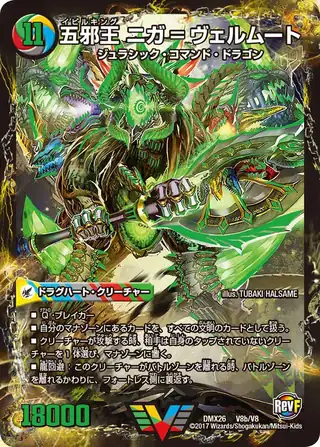 11
イビルキング
五邪王 ニガ=ヴェルムート
ジュラシック・コマンド・ドラゴン
illus. TUBAKI HALSAME
ドラグハート・クリーチャー
■ Q・ブレイカー
■ 自分のマナゾーンにあるカードを、すべての文明のカードとして扱う。
■ クリーチャーが攻撃する時、相手は自身のタップされていないクリー
チャーを1体選び、マナゾーンに置く。
■ 龍回避：このクリーチャーがバトルゾーンを離れる時、バトルゾーン
を離れるかわりに、フォートレス側に裏返す。
18000
RevF
DMX26 V8b/V8
©2017 Wizards/Shogakukan/Mitsui-Kids